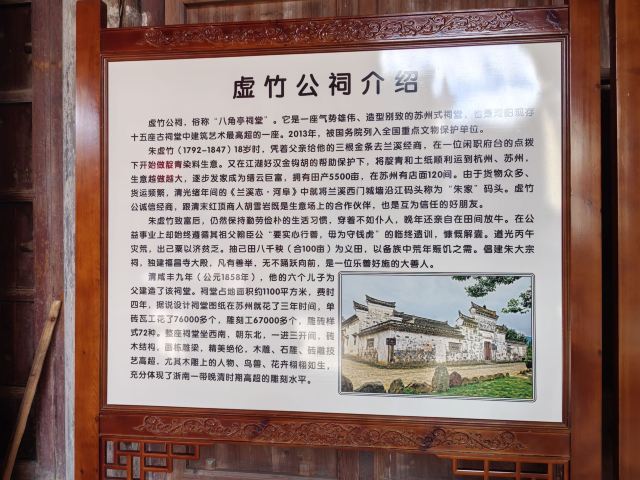 虚竹公祠介绍
虚竹公祠，俗称“八角亭祠堂”。它是一座气势雄伟、造型别致的苏州式祠堂，也是河阳现存
十五座古祠堂中建筑艺术最高超的一座。2013年，被国务院列入全国重点文物保护单位。
朱虚竹（1792-1847）18岁时，凭着父亲给他的三根金条去兰溪经商，在一位闲职府台的点拨
下开始做靛青染料生意。又在江湖好汉金钩胡的帮助保护下，将靛青和土纸顺利运到杭州、苏州，
生意越做越大，逐步发家成为缙云巨富，拥有田产5500亩，在苏州有店面120间。由于货物众多、
货运频繁，清光绪年间的《兰溪志·河阜》中就将兰溪西门城墙沿江码头称为“朱家”码头。虚竹
公诚信经商，跟清末红顶商人胡雪岩既是生意场上的合作伙伴，也是互为信任的好朋友。
朱虚竹致富后，仍然保持勤劳俭朴的生活习惯，穿着不如仆人，晚年还亲自在田间放牛。在公
益事业上却始终遵循其祖父翰臣公“要实心行善，毋为守钱虏”的临终遗训，慷慨解囊。道光丙午
灾荒，出己粟以济贫乏。抽己田八千秧（合100亩）为义田，以备族中荒年赈饥之需。倡建朱大宗
祠，独建福昌寺大殿，凡有善举，无不踊跃向前，是一位乐善好施的大善人。
清咸丰九年（公元1858年），他的六个儿子为
父建造了该祠堂。祠堂占地面积约1100平方米，费时
四年，据说设计祠堂图纸在苏州就花了三年时间，单
砖瓦工花了76000多个，雕刻工67000多个，雕砖样
式72种。整座祠堂坐西南，朝东北，一进三开间，砖
木结构，画栋雕梁，精美绝伦，木雕、石雕、砖雕技
艺高超，尤其木雕上的人物、鸟兽、花卉栩栩如生，
充分体现了浙南一带晚清时期高超的雕刻水平。